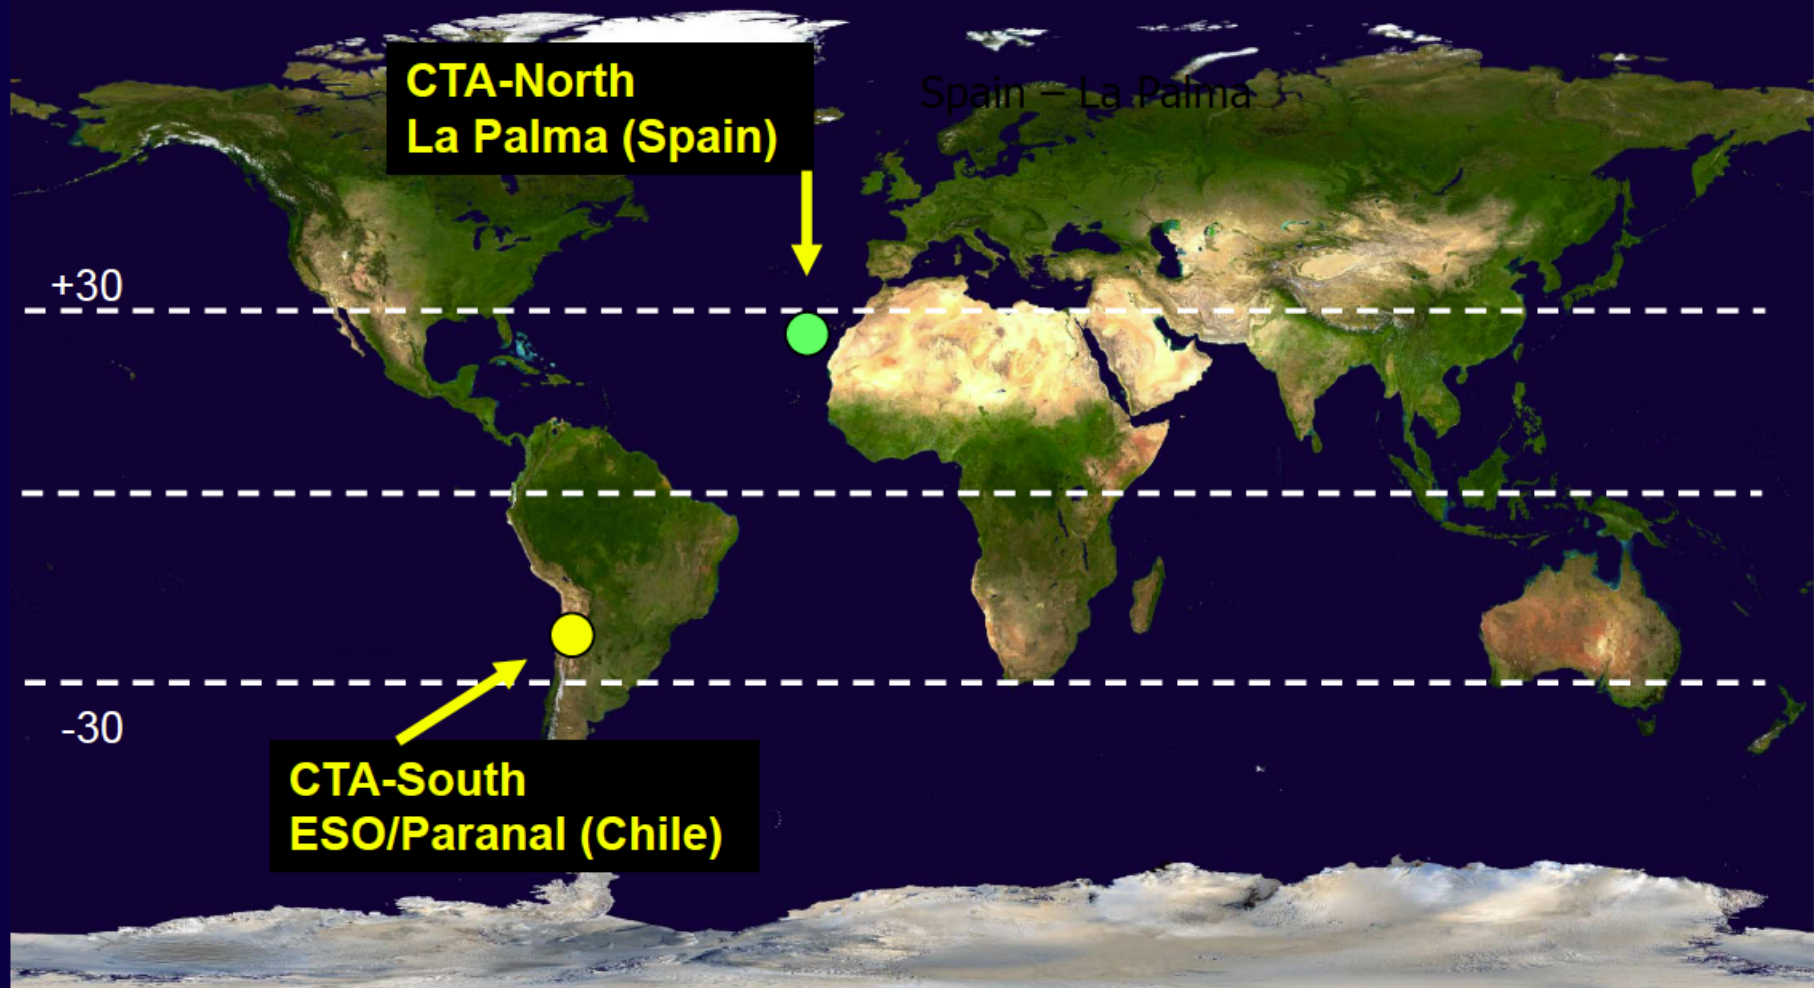 CTA-North
La Palma (Spain)
Spain – La Palma
+30
-30
CTA-South
ESO/Paranal (Chile)